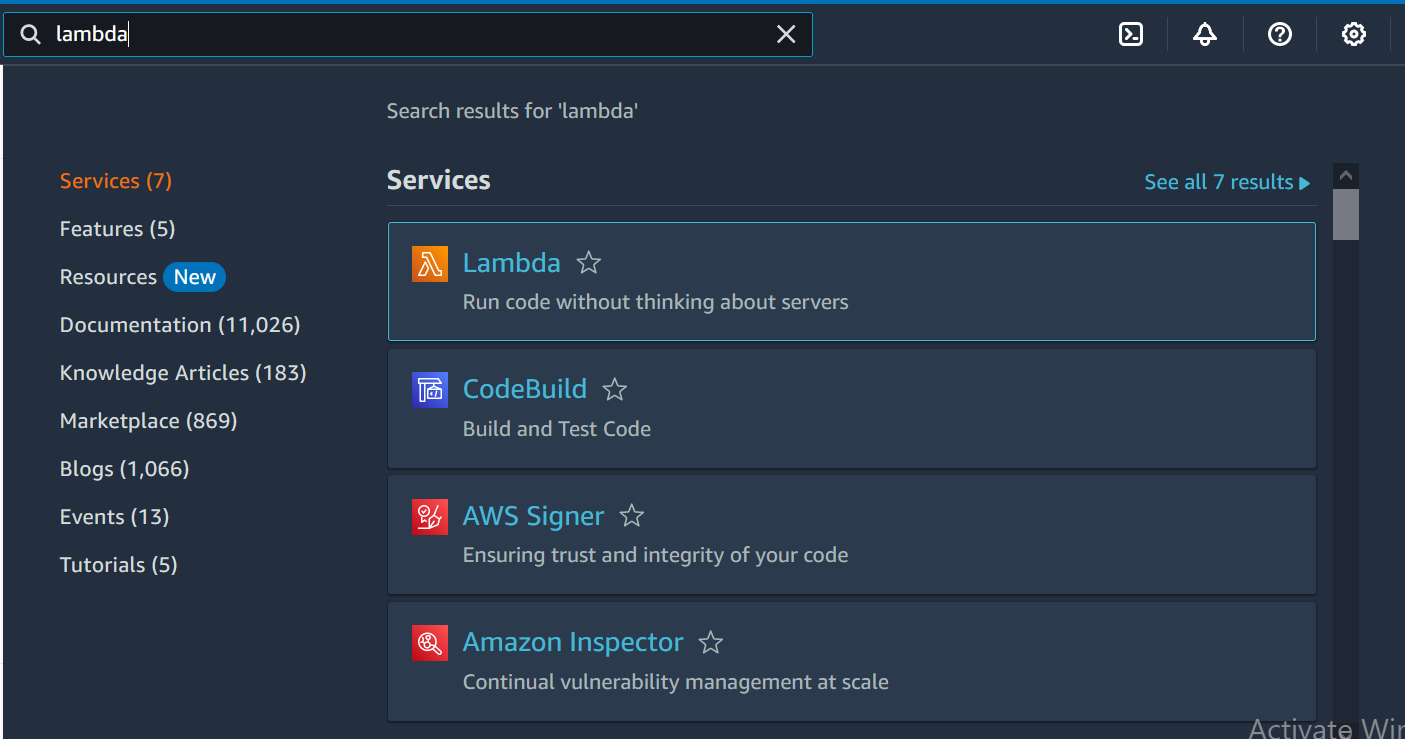 lambda
Search results for 'lambda'
Services (7)
Features (5)
Resources New
Documentation (11,026)
Knowledge Articles (183)
Marketplace (869)
Blogs (1,066)
Events (13)
Tutorials (5)
Services
See all 7 results
Lambda
Run code without thinking about servers
CodeBuild
Build and Test Code
AWS Signer
Ensuring trust and integrity of your code
Amazon Inspector
Continual vulnerability management at scale
Activate Win